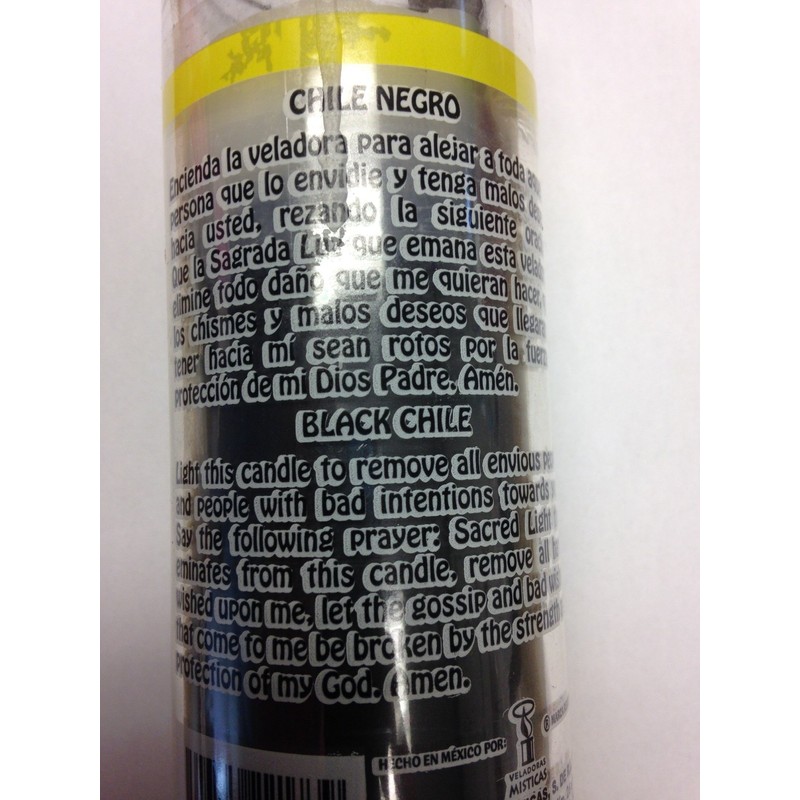 CHILE NEGRO
Encienda la veladora para alejar a toda
persona que lo envidie y tenga malos
hacia usted, rezando la siguiente
Que la Sagrada Luz que emana esta
elimine todo daño que me quieran hacer,
los chismes y malos deseos que
tener hacia mí sean rotos por la
protección de mi Dios Padre. Amén.
BLACK CHILE
Light this candle to remove all envious
and people with bad intentions towards
Say the following prayer: Sacred Light
eminates from this candle, remove all
wished upon me, let the gossip and bad
that come to me be broken by the strength
protection of my God. Amen.
HECHO EN MÉXICO POR:
VELADORAS
MISTICAS